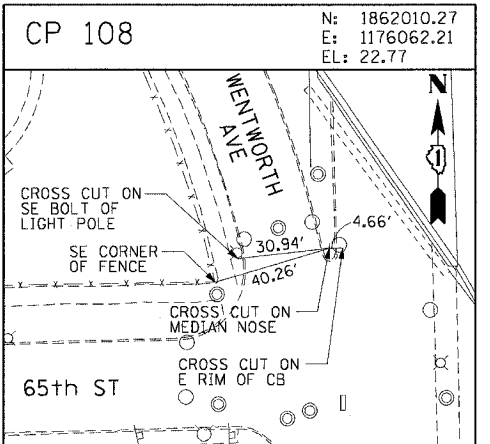 CP 108
N: 1862010.27
E: 1176062.21
EL: 22.77
N
1
WENTWORTH
AVE
CROSS CUT ON
SE BOLT OF
LIGHT POLE
4.66'
30.94'
SE CORNER
OF FENCE
40.26'
CROSS CUT ON
MEDIAN NOSE
CROSS CUT ON
E RIM OF CB
65th ST